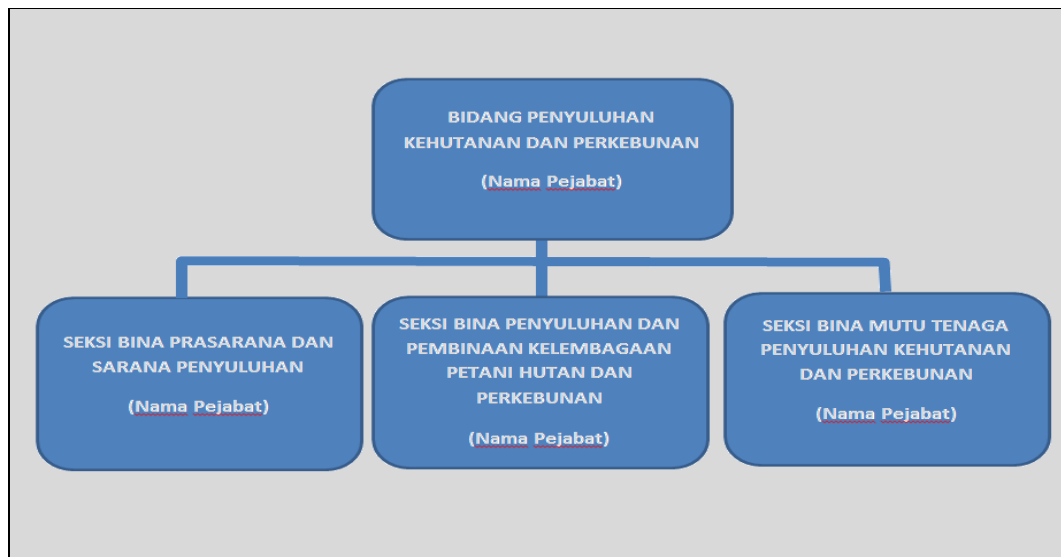 BIDANG PENYULUHAN
KEHUTANAN DAN PERKEBUNAN
(Nama Pejabat)
SEKSI BINA PRASARANA DAN
SARANA PENYULUHAN
(Nama Pejabat)
SEKSI BINA PENYULUHAN DAN
PEMBINAAN KELEMBAGAAN
PETANI HUTAN DAN
PERKEBUNAN
(Nama Pejabat)
SEKSI BINA MUTU TENAGA
PENYULUHAN KEHUTANAN
DAN PERKEBUNAN
(Nama Pejabat)